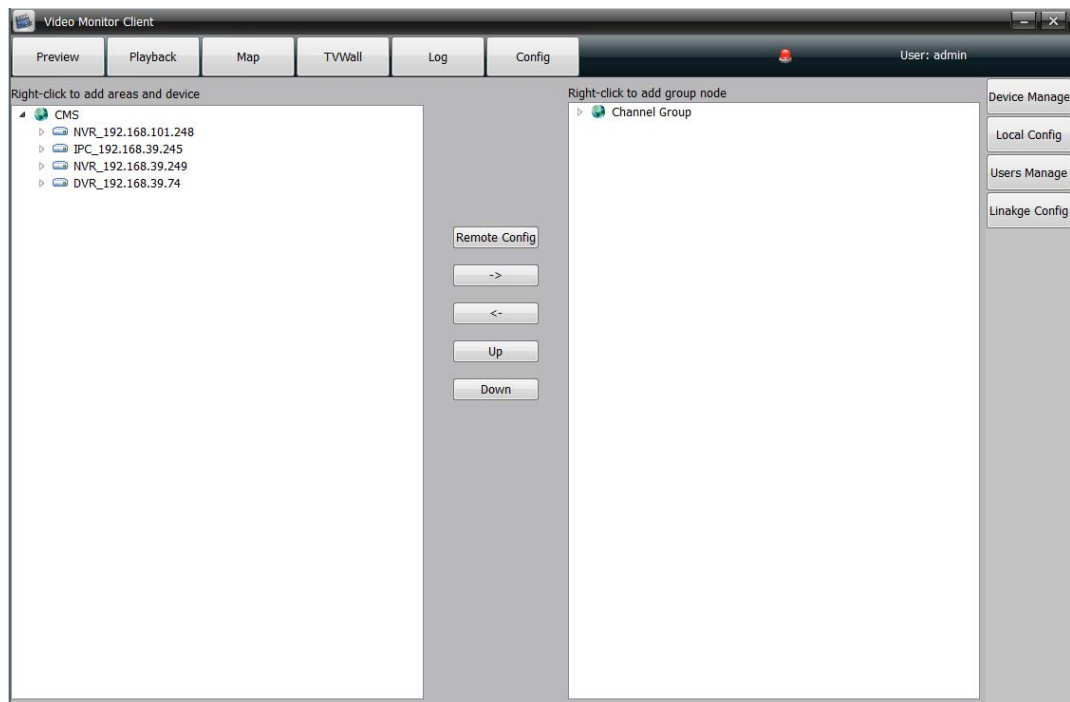 Video Monitor Client
Preview Playback Map TVWall Log Config User: admin
Right-click to add areas and device
CMS
NVR_192.168.101.248
IPC_192.168.39.245
NVR_192.168.39.249
DVR_192.168.39.74
Remote Config
->
<-
Up
Down
Right-click to add group node
Channel Group
Device Manage
Local Config
Users Manage
Linakge Config